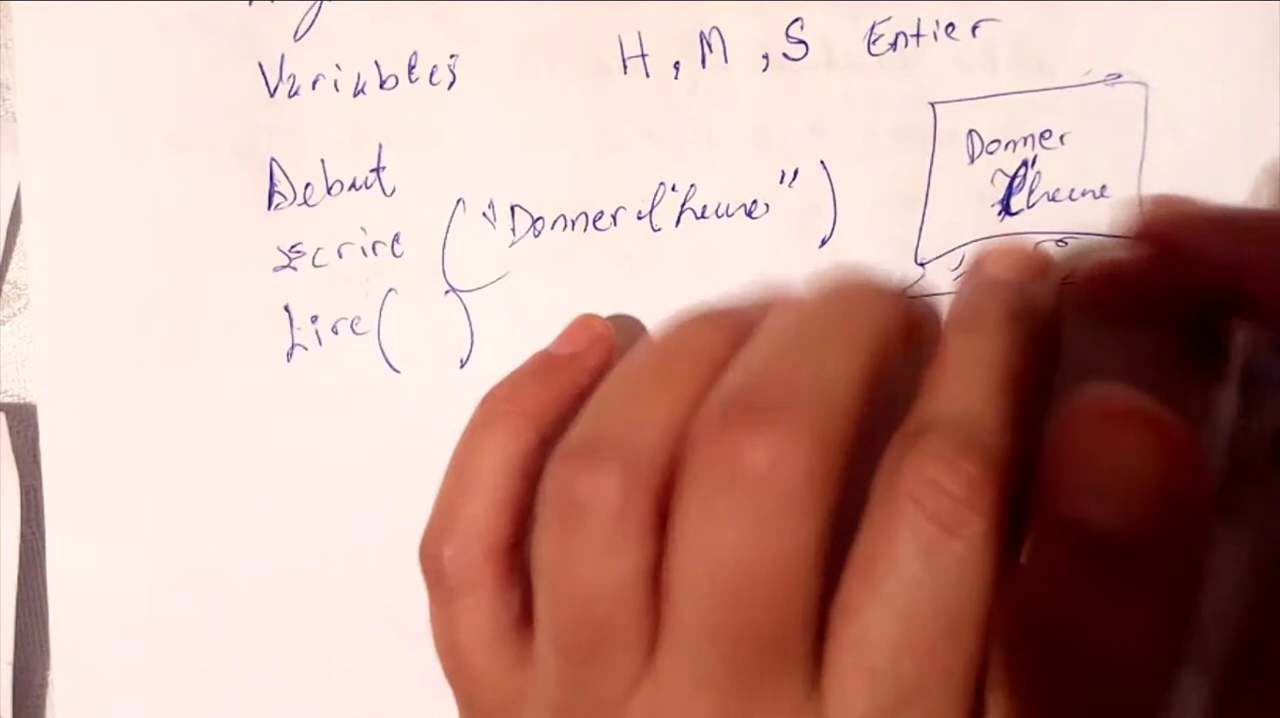 Variables H, M, S Entier
Debut
Ecrire ("Donner l'heure")
Lire( )
Donner
l'heure